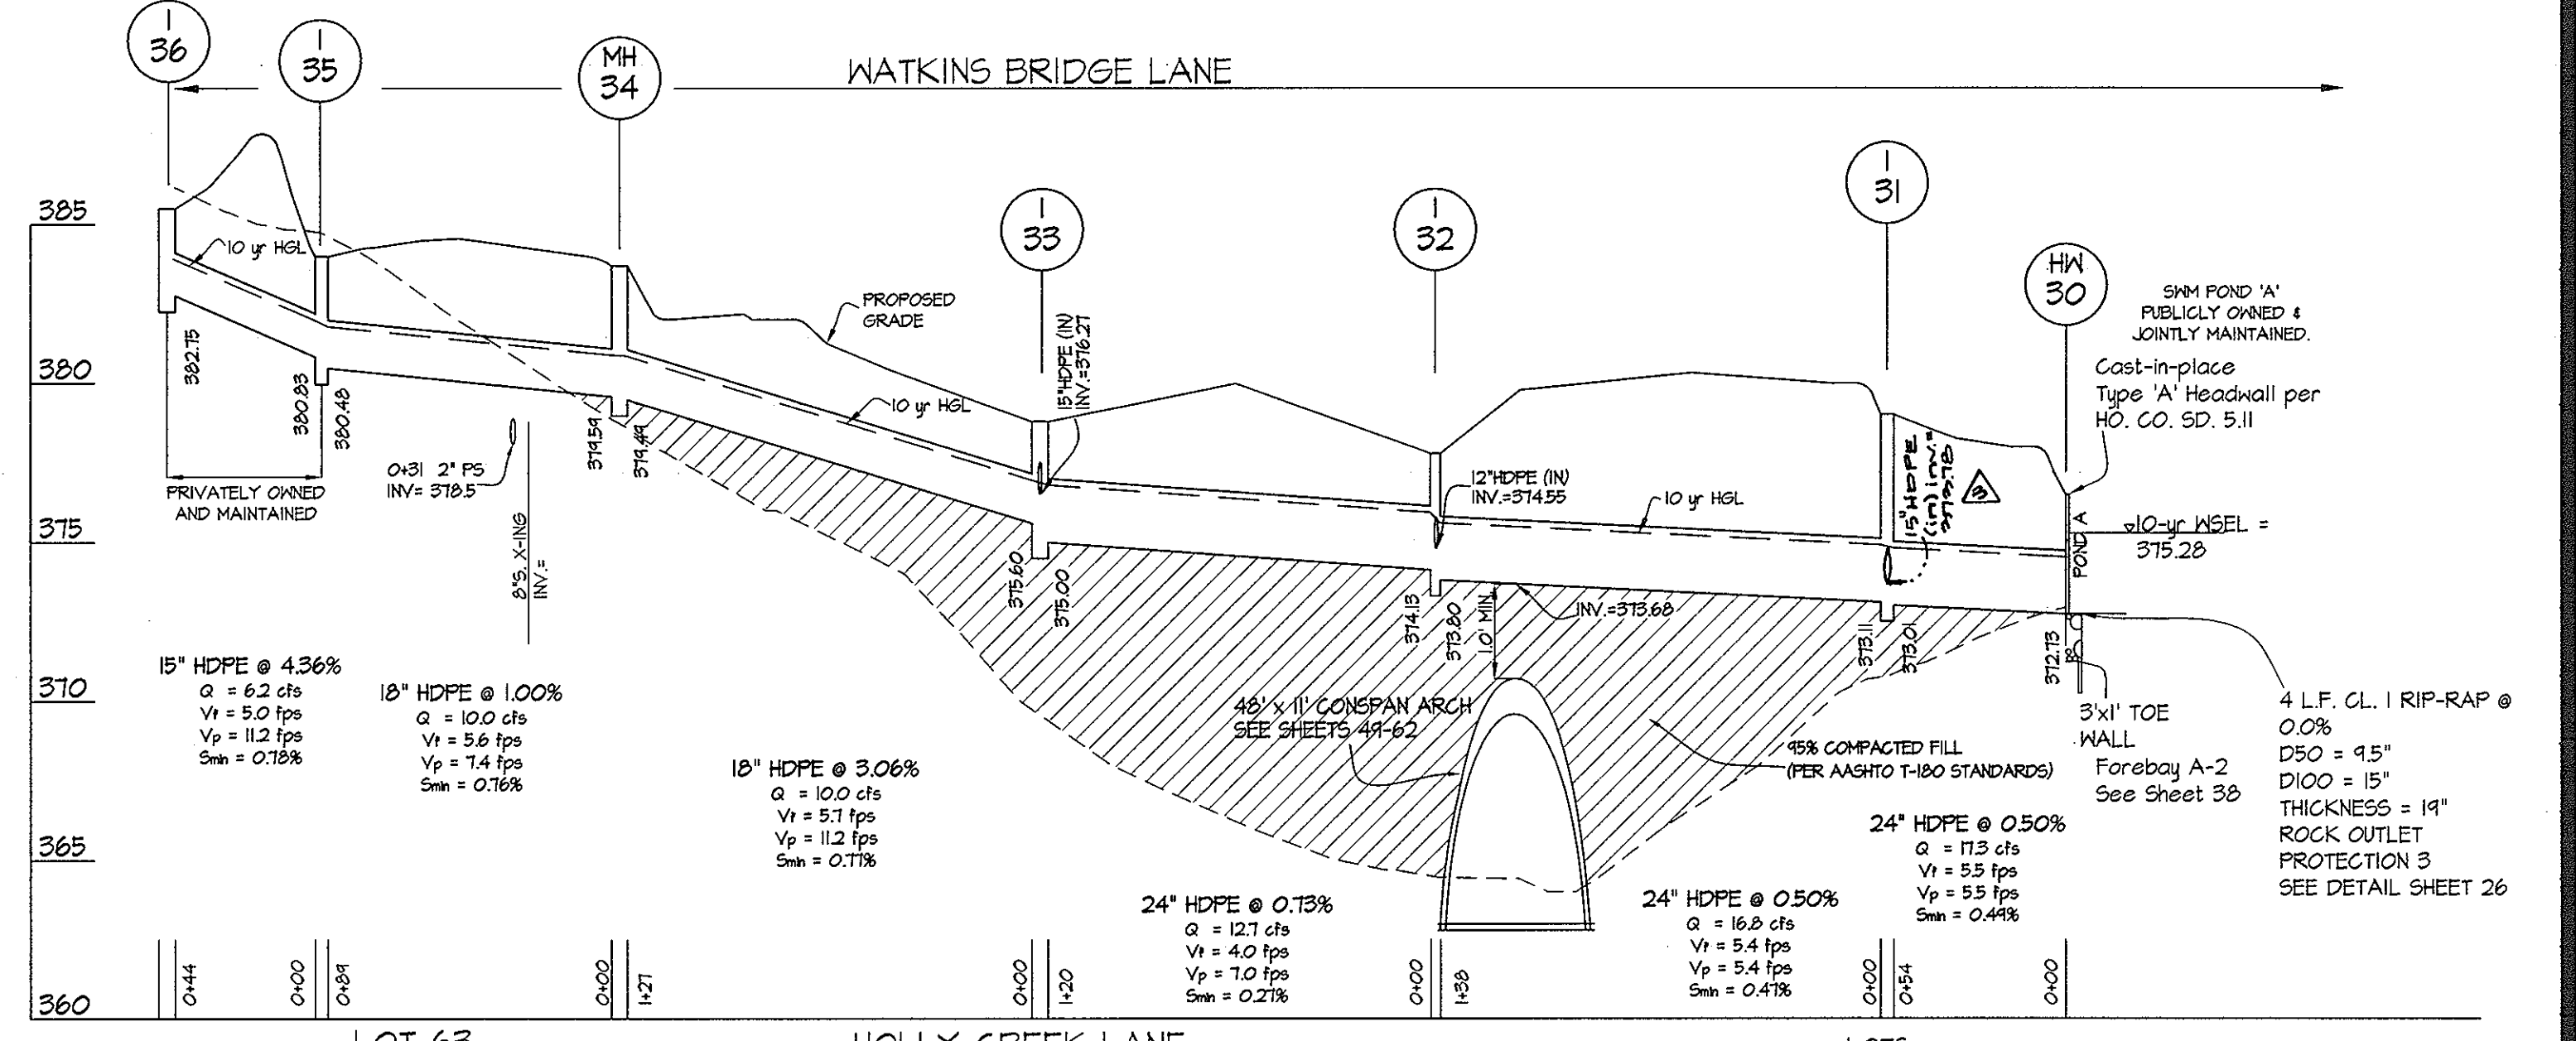 I
36
I
35
MH
34
WATKINS BRIDGE LANE
I
33
I
32
I
31
HW
30
SWM POND 'A'
PUBLICLY OWNED &
JOINTLY MAINTAINED.
Cast-in-place
Type 'A' Headwall per
HO. CO. SD. 5.11
385
380
375
370
365
360
10 yr HGL
PROPOSED
GRADE
10 yr HGL
15"HDPE (IN)
INV.=376.27
12"HDPE (IN)
INV.=374.55
10 yr HGL
15"HDPE
(IN) INV.=
3
POND A
10-yr WSEL =
375.28
382.75
380.83
380.48
379.59
379.49
375.60
375.00
374.13
373.80
1.0' MIN
INV.=373.68
373.11
373.01
372.73
PRIVATELY OWNED
AND MAINTAINED
0+31 2" PS
INV= 378.5
8"S. X-ING
INV.=
48' x 11' CONSPAN ARCH
SEE SHEETS 49-62
95% COMPACTED FILL
(PER AASHTO T-180 STANDARDS)
3'x1' TOE
WALL
Forebay A-2
See Sheet 38
4 L.F. CL. I RIP-RAP @
0.0%
D50 = 9.5"
D100 = 15"
THICKNESS = 19"
ROCK OUTLET
PROTECTION 3
SEE DETAIL SHEET 26
15" HDPE @ 4.36%
Q = 6.2 cfs
Vf = 5.0 fps
Vp = 11.2 fps
Smin = 0.78%
18" HDPE @ 1.00%
Q = 10.0 cfs
Vf = 5.6 fps
Vp = 7.4 fps
Smin = 0.76%
18" HDPE @ 3.06%
Q = 10.0 cfs
Vf = 5.7 fps
Vp = 11.2 fps
Smin = 0.77%
24" HDPE @ 0.73%
Q = 12.7 cfs
Vf = 4.0 fps
Vp = 7.0 fps
Smin = 0.27%
24" HDPE @ 0.50%
Q = 16.8 cfs
Vf = 5.4 fps
Vp = 5.4 fps
Smin = 0.47%
24" HDPE @ 0.50%
Q = 17.3 cfs
Vf = 5.5 fps
Vp = 5.5 fps
Smin = 0.49%
0+44
0+00
0+89
0+00
1+27
0+00
1+20
0+00
1+38
0+00
0+54
0+00
LOT 63
HOLLY CREEK LANE